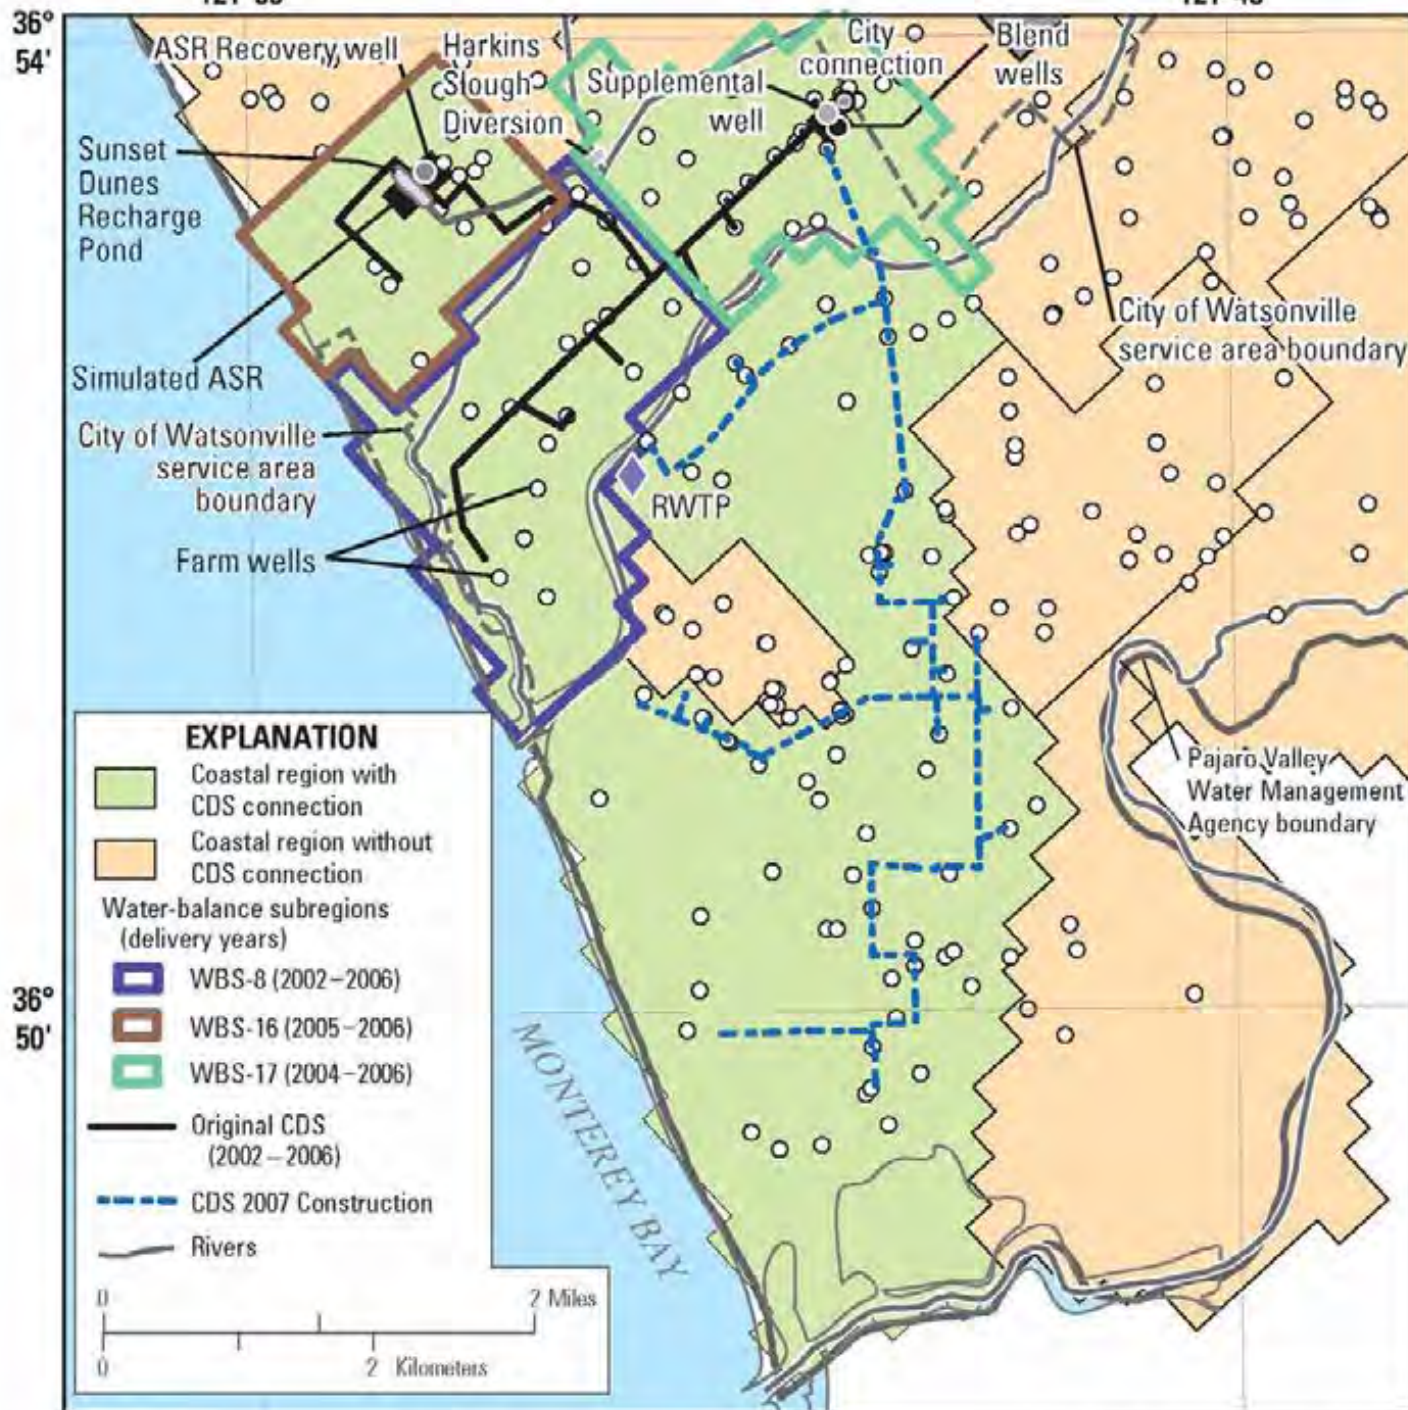 36°
54'
ASR Recovery well
Harkins
Slough
Diversion
Supplemental
well
City
connection
Blend
wells
Sunset
Dunes
Recharge
Pond
Simulated ASR
City of Watsonville
service area boundary
City of Watsonville
service area
boundary
RWTP
Farm wells
Pajaro Valley
Water Management
Agency boundary
EXPLANATION
Coastal region with
CDS connection
Coastal region without
CDS connection
Water-balance subregions
(delivery years)
WBS-8 (2002–2006)
WBS-16 (2005–2006)
WBS-17 (2004–2006)
Original CDS
(2002–2006)
CDS 2007 Construction
Rivers
0 2 Miles
0 2 Kilometers
36°
50'
MONTEREY BAY